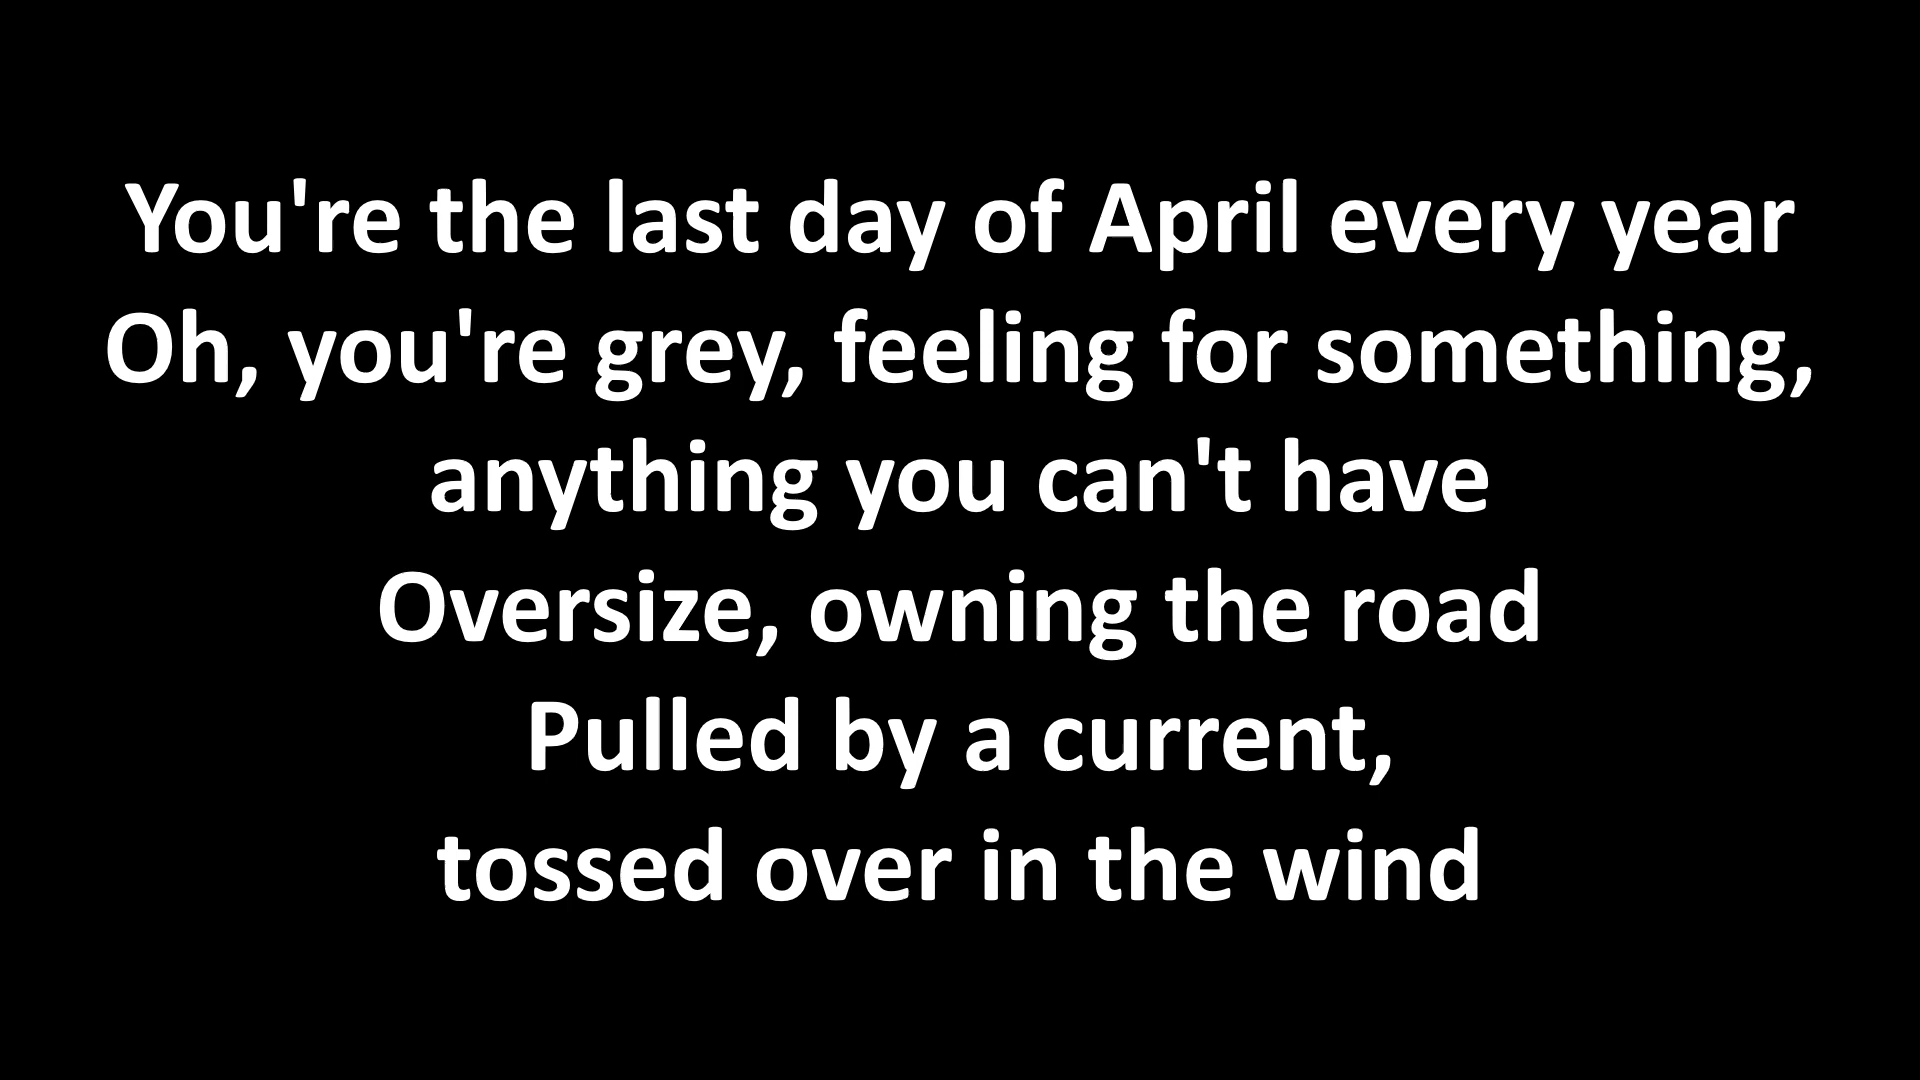 You're the last day of April every year
Oh, you're grey, feeling for something,
anything you can't have
Oversize, owning the road
Pulled by a current,
tossed over in the wind